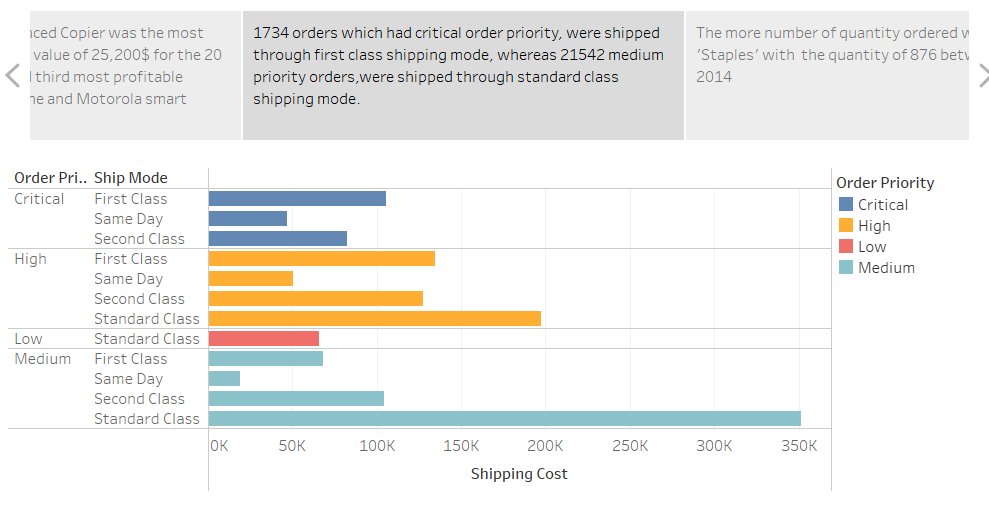 Copier was the most
value of 25,200$ for the 20
third most profitable
and Motorola smart
1734 orders which had critical order priority, were shipped
through first class shipping mode, whereas 21542 medium
priority orders,were shipped through standard class
shipping mode.
The more number of quantity ordered
'Staples' with the quantity of 876
2014
Order Pri.. Ship Mode
Critical First Class
Same Day
Second Class
High First Class
Same Day
Second Class
Standard Class
Low Standard Class
Medium First Class
Same Day
Second Class
Standard Class
0K 50K 100K 150K 200K 250K 300K 350K
Shipping Cost
Order Priority
Critical
High
Low
Medium